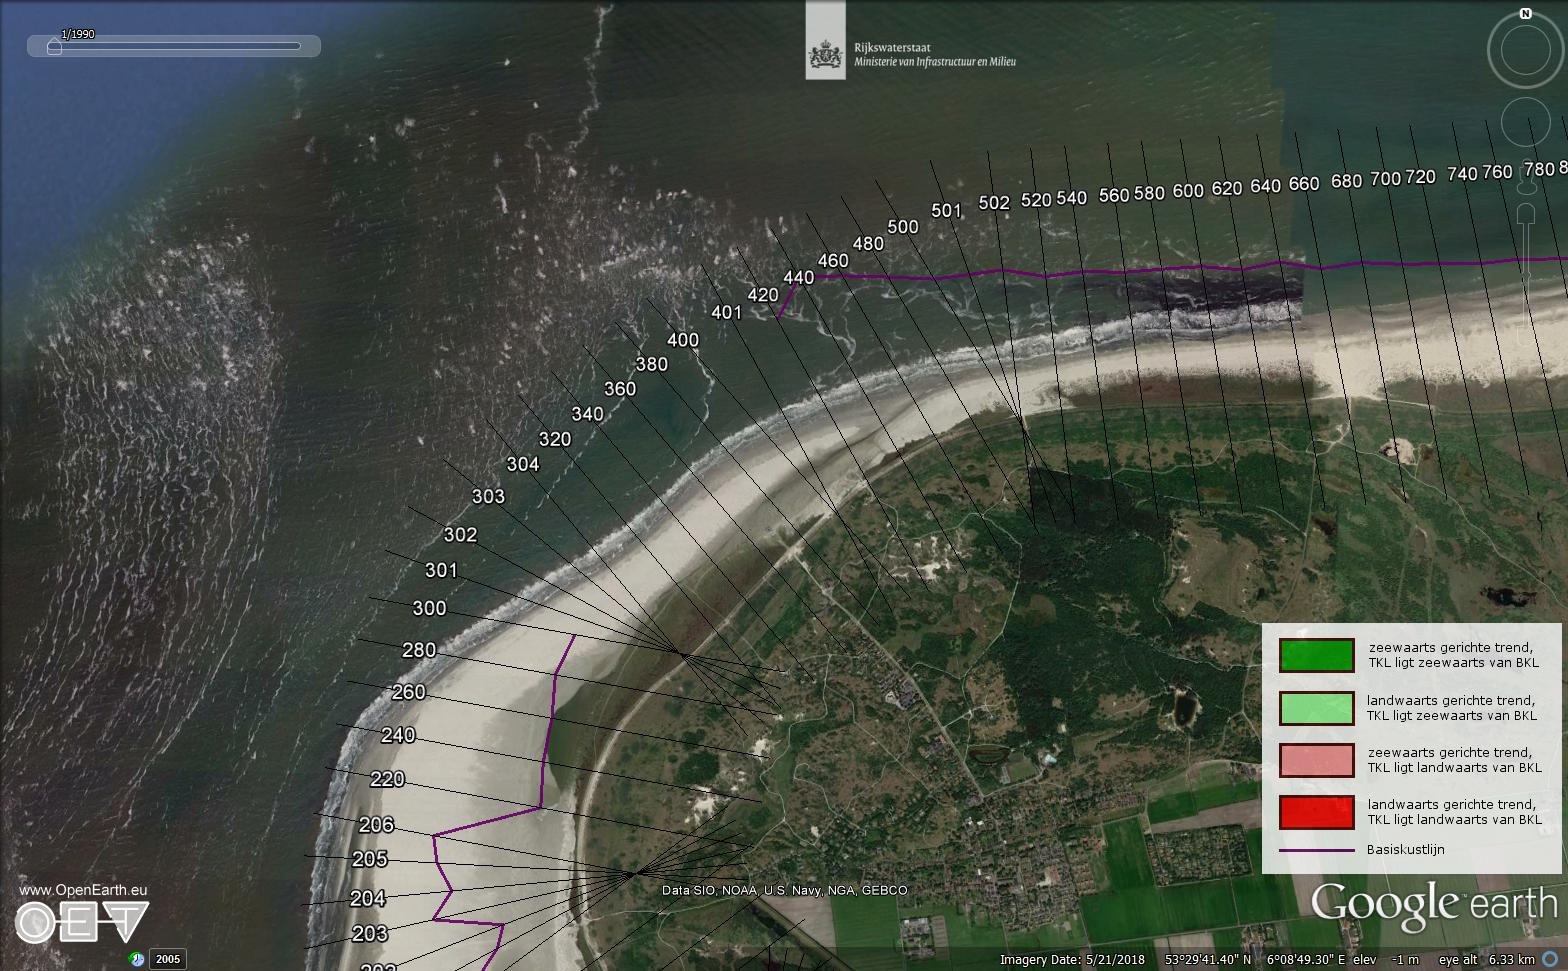 1/1990
N
Rijkswaterstaat
Ministerie van Infrastructuur en Milieu
780
760
740
720
700
680
660
640
620
600
580
560
540
520
502
501
500
480
460
440
420
401
400
380
360
340
320
304
303
302
301
300
280
260
240
220
206
205
204
203
zeewaarts gerichte trend,
TKL ligt zeewaarts van BKL
landwaarts gerichte trend,
TKL ligt zeewaarts van BKL
zeewaarts gerichte trend,
TKL ligt landwaarts van BKL
landwaarts gerichte trend,
TKL ligt landwaarts van BKL
Basiskustlijn
www.OpenEarth.eu
OET
Data SIO, NOAA, U.S. Navy, NGA, GEBCO
Google earth
2005
Imagery Date: 5/21/2018 53°29'41.40" N 6°08'49.30" E elev -1 m eye alt 6.33 km